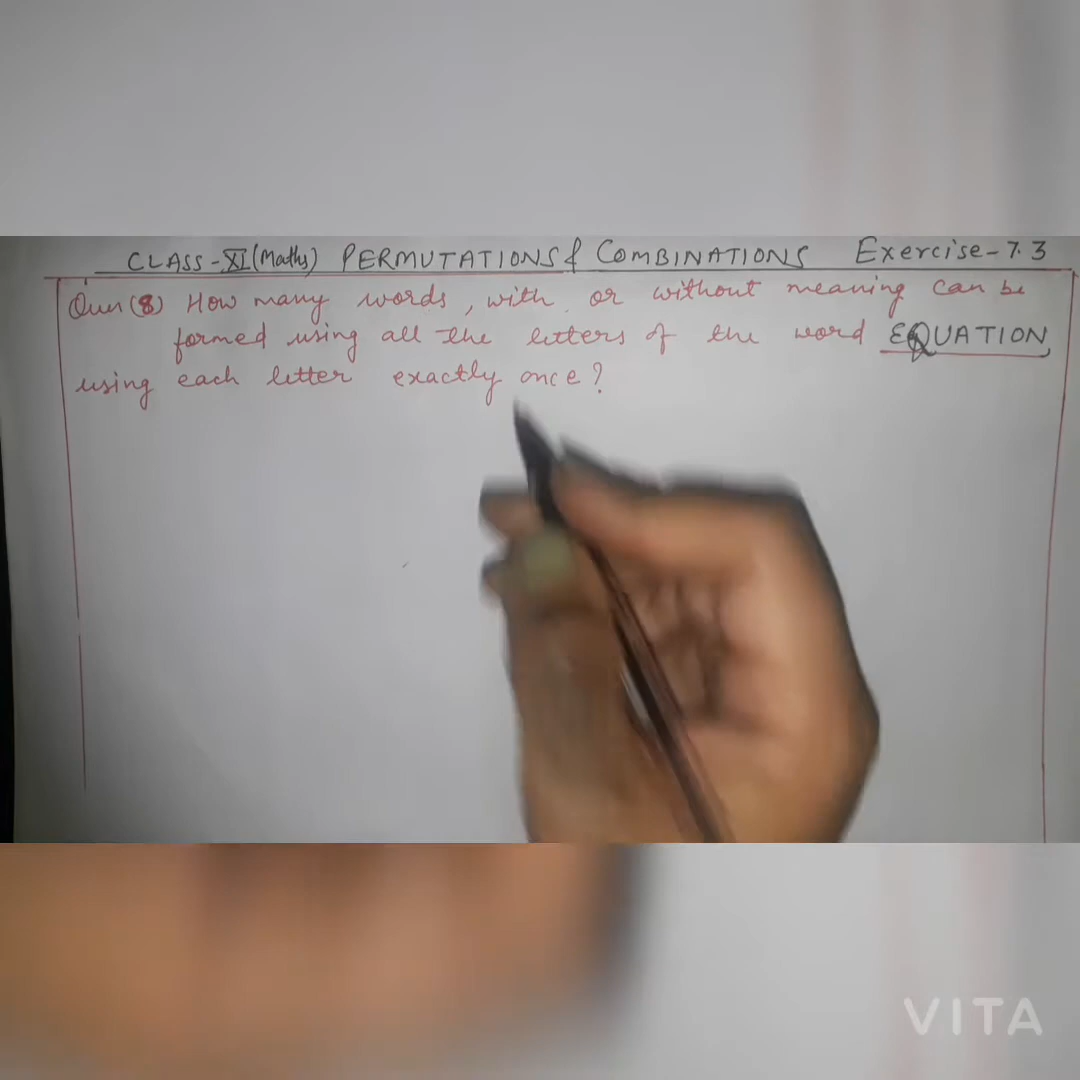 CLASS-XI (Maths) PERMUTATIONS & COMBINATIONS Exercise-7.3
Ques (8) How many words, with or without meaning can be
formed using all the letters of the word EQUATION,
using each letter exactly once?
VITA